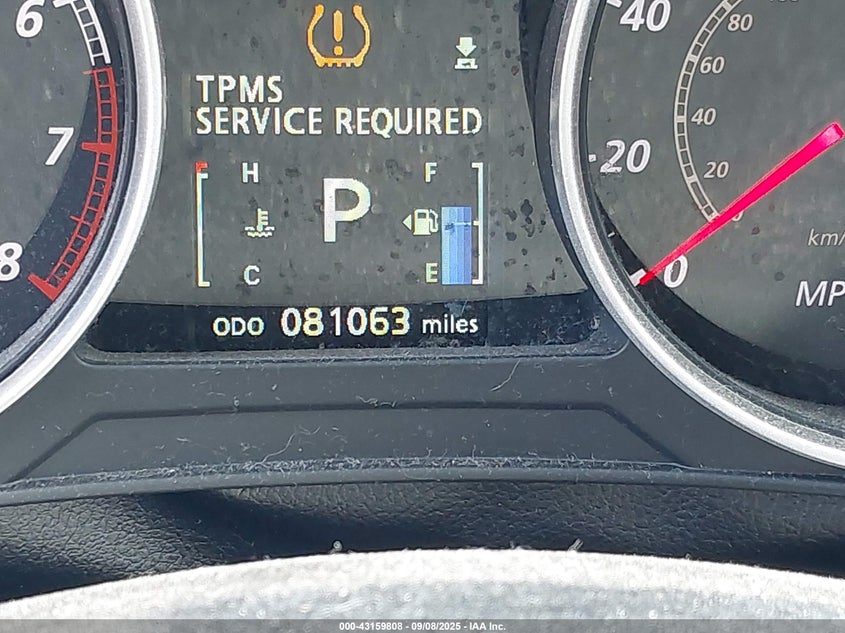 TPMS
SERVICE REQUIRED
H
F
P
C
E
ODO 081063 miles
6
7
8
40
20
0
80
60
40
20
0
km/
MP
000-43159808 - 09/08/2025 - IAA Inc.